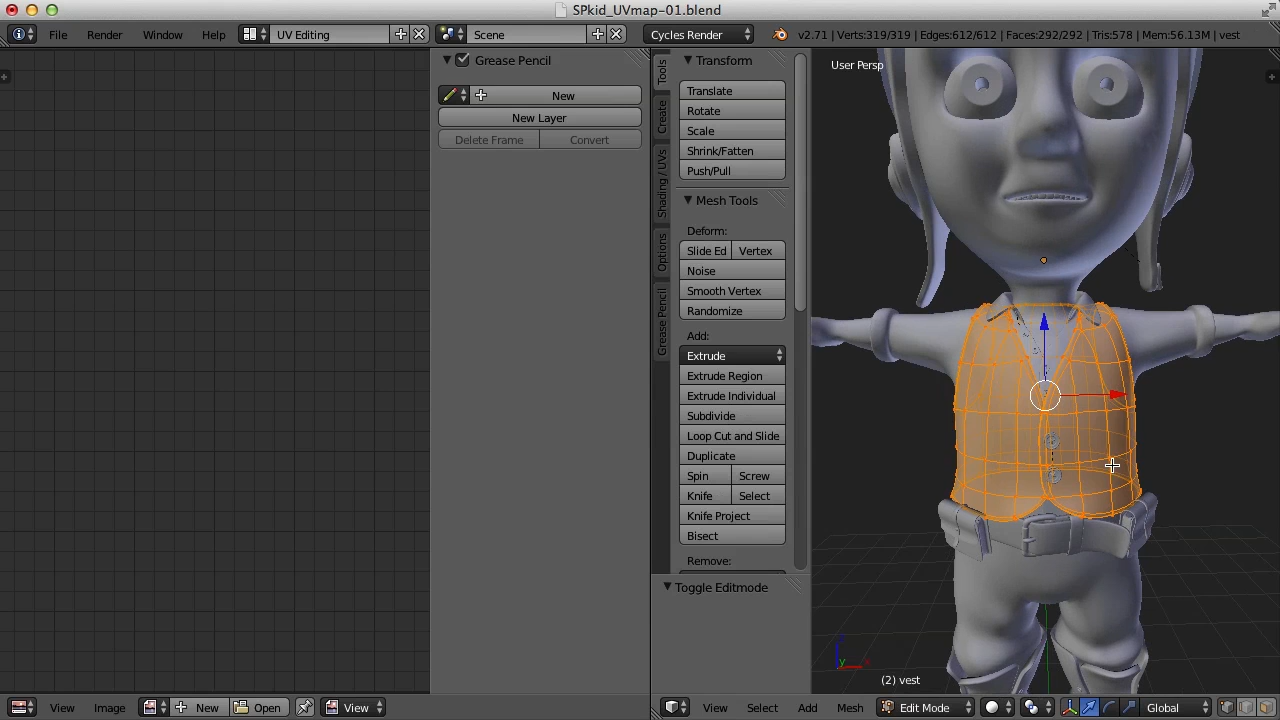 SPkid_UVmap-01.blend
File Render Window Help UV Editing Scene Cycles Render v2.71 | Verts:319/319 | Edges:612/612 | Faces:292/292 | Tris:578 | Mem:56.13M | vest
Grease Pencil
New
New Layer
Delete Frame Convert
Tools
Create
Shading / UVs
Options
Grease Pencil
Transform
Translate
Rotate
Scale
Shrink/Fatten
Push/Pull
Mesh Tools
Deform:
Slide Ed Vertex
Noise
Smooth Vertex
Randomize
Add:
Extrude
Extrude Region
Extrude Individual
Subdivide
Loop Cut and Slide
Duplicate
Spin Screw
Knife Select
Knife Project
Bisect
Remove:
Toggle Editmode
User Persp
y
(2) vest
View Image New Open View
View Select Add Mesh Edit Mode Global